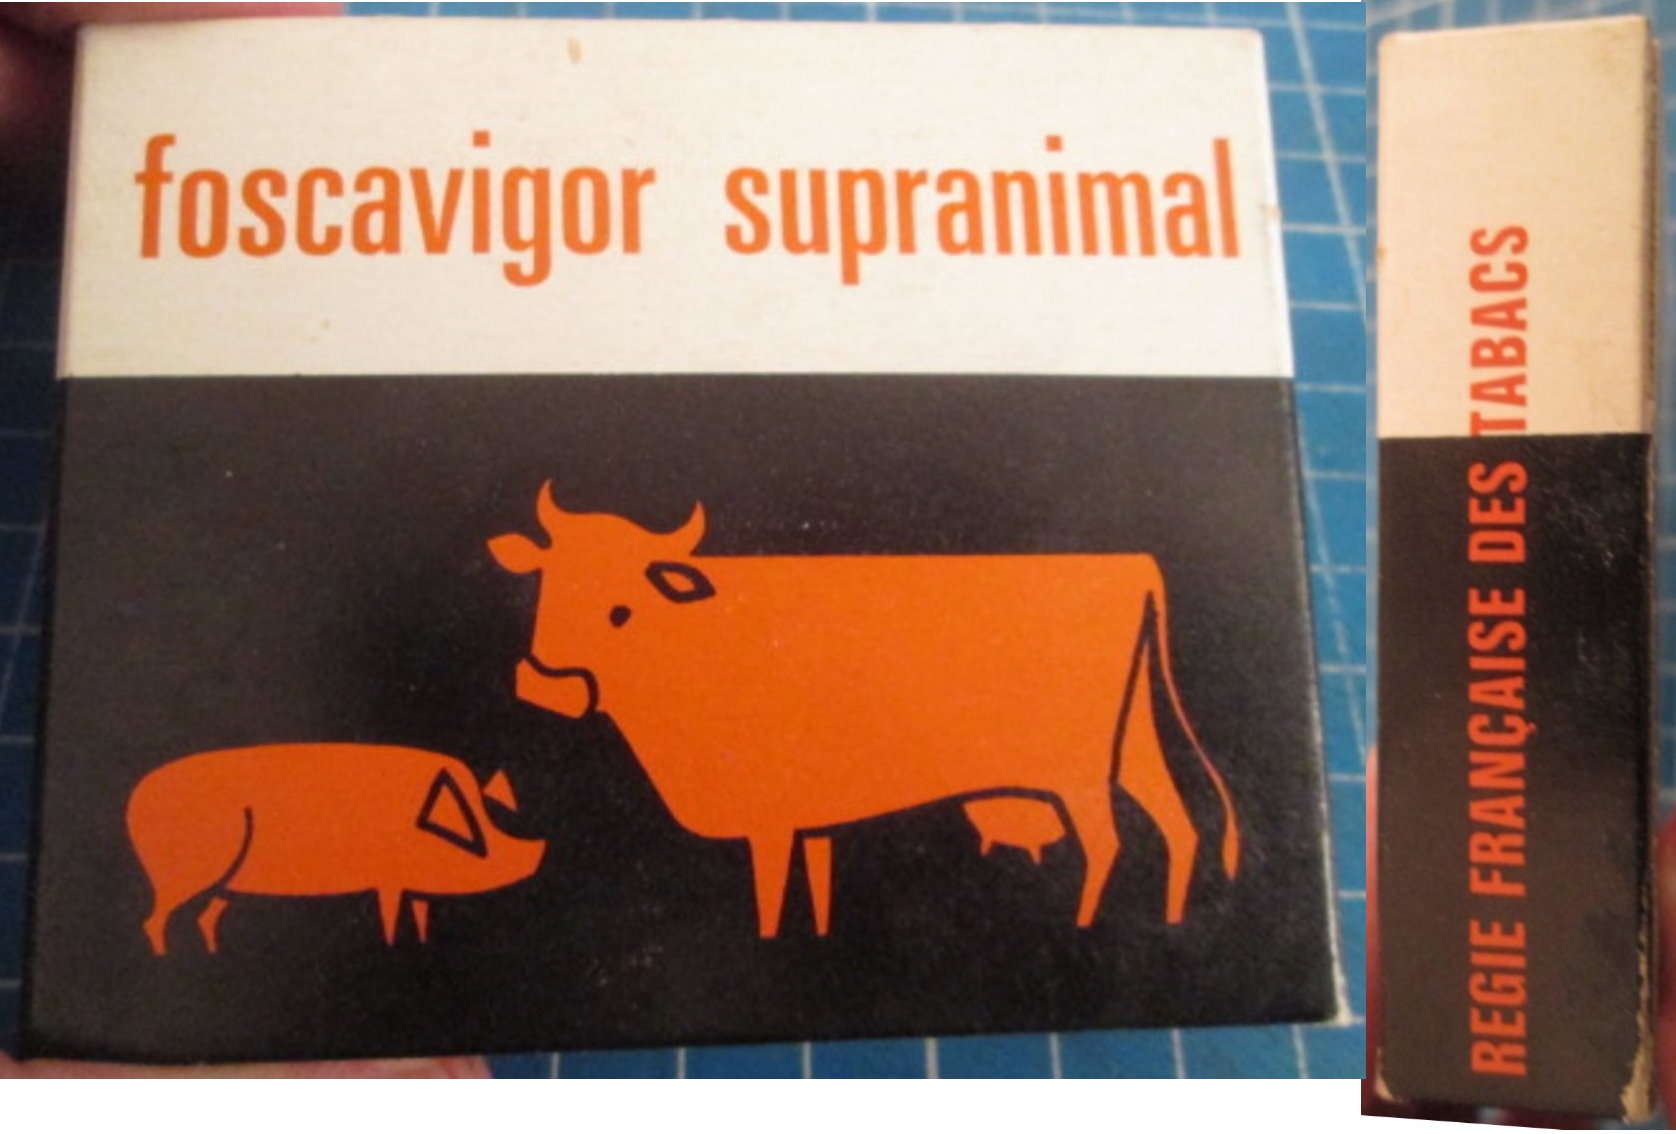 foscavigor supranimal
REGIE FRANÇAISE DES TABACS